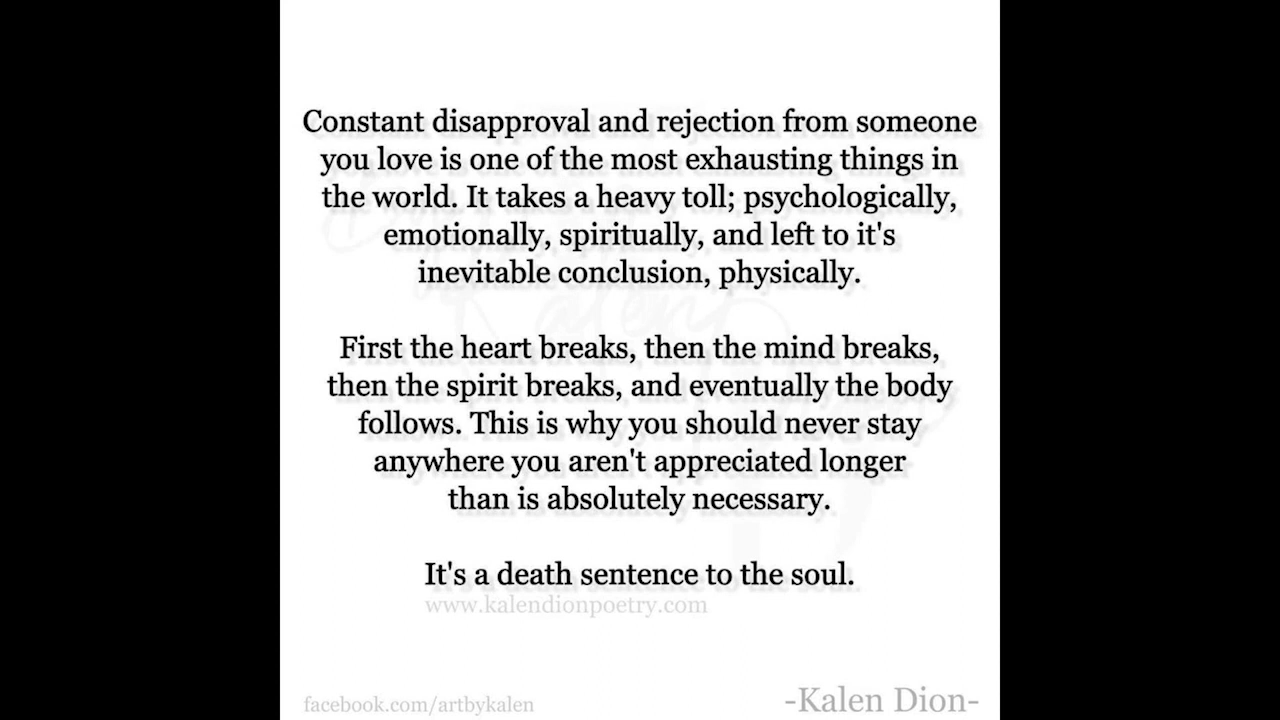 Constant disapproval and rejection from someone
you love is one of the most exhausting things in
the world. It takes a heavy toll; psychologically,
emotionally, spiritually, and left to it's
inevitable conclusion, physically.
First the heart breaks, then the mind breaks,
then the spirit breaks, and eventually the body
follows. This is why you should never stay
anywhere you aren't appreciated longer
than is absolutely necessary.
It's a death sentence to the soul.
www.kalendionpoetry.com
facebook.com/artbykalen
-Kalen Dion-